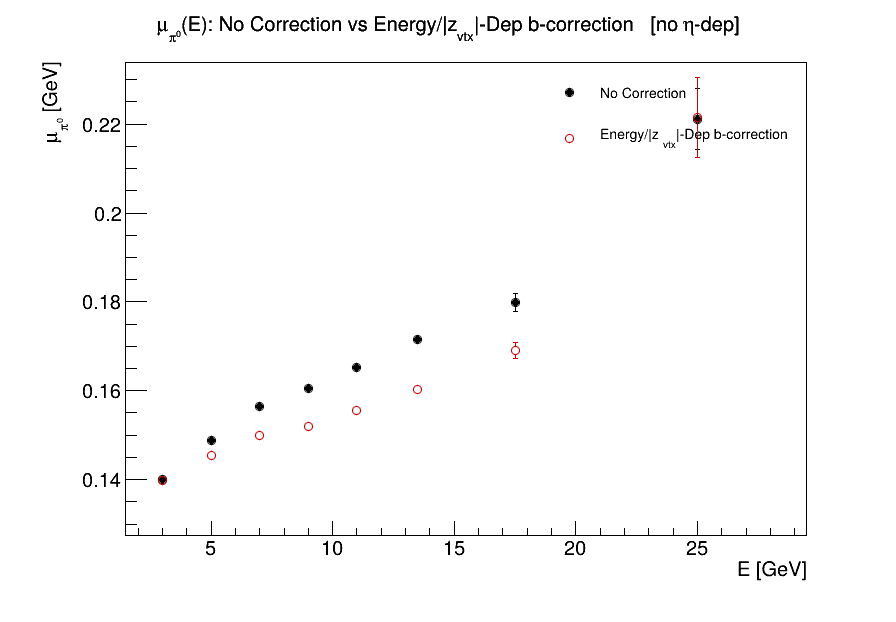 μπ⁰(E): No Correction vs Energy/|zvtx|-Dep b-correction [no η-dep]
μπ⁰ [GeV]
No Correction
Energy/|zvtx|-Dep b-correction
0.22
0.2
0.18
0.16
0.14
5 10 15 20 25
E [GeV]